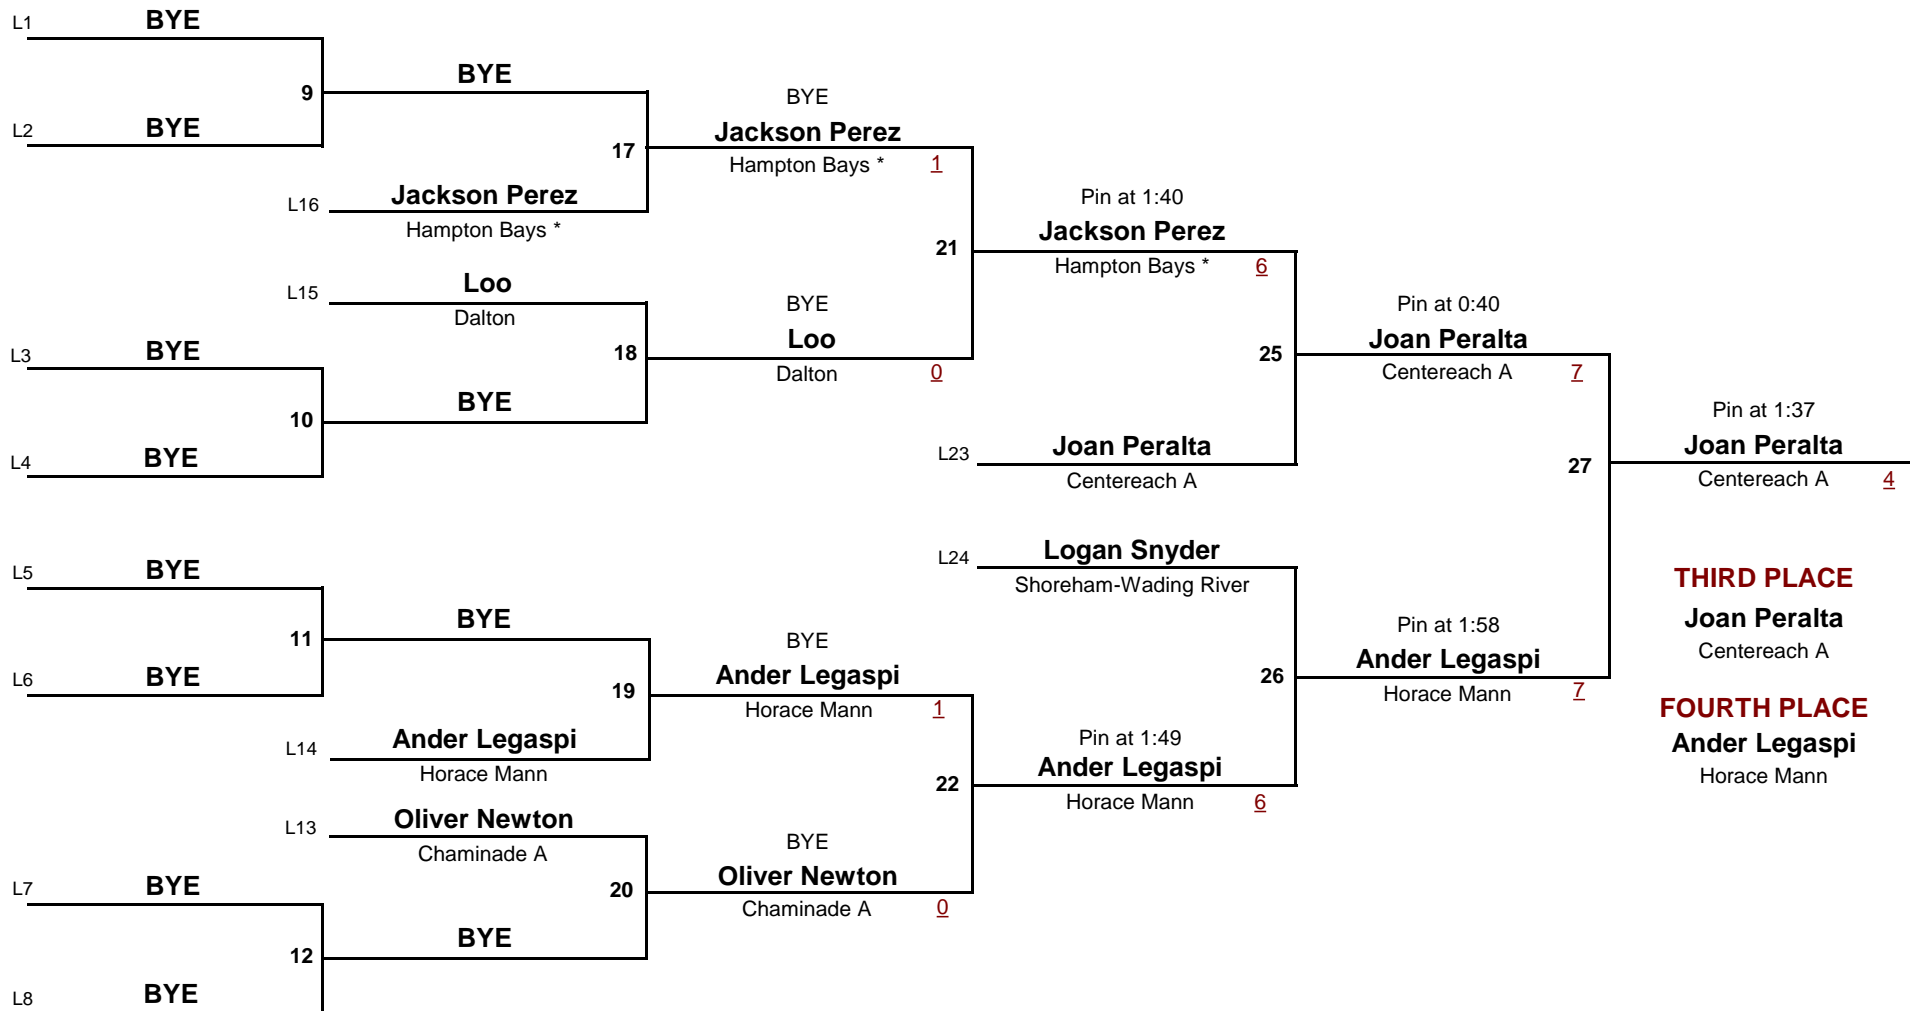 L1 BYE
9
BYE
L2 BYE
17
BYE
Jackson Perez
Hampton Bays * 1
L16 Jackson Perez
Hampton Bays *
21
Pin at 1:40
Jackson Perez
Hampton Bays * 6
L15 Loo
Dalton
18
BYE
Loo
Dalton 0
L3 BYE
10
BYE
L4 BYE
25
Pin at 0:40
Joan Peralta
Centereach A 7
L23 Joan Peralta
Centereach A
27
Pin at 1:37
Joan Peralta
Centereach A 4
L24 Logan Snyder
Shoreham-Wading River
26
Pin at 1:58
Ander Legaspi
Horace Mann 7
L5 BYE
11
BYE
L6 BYE
19
BYE
Ander Legaspi
Horace Mann 1
L14 Ander Legaspi
Horace Mann
22
Pin at 1:49
Ander Legaspi
Horace Mann 6
L13 Oliver Newton
Chaminade A
20
BYE
Oliver Newton
Chaminade A 0
L7 BYE
12
BYE
L8 BYE
THIRD PLACE
Joan Peralta
Centereach A
FOURTH PLACE
Ander Legaspi
Horace Mann